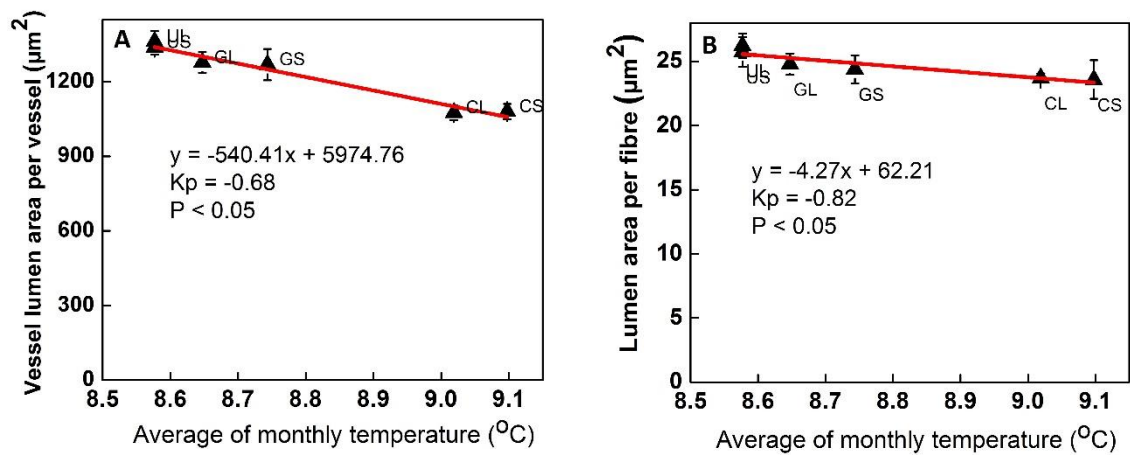 A
Vessel lumen area per vessel (µm²)
1200
900
600
300
0
UL
US
GL
GS
CL
CS
y = -540.41x + 5974.76
Kp = -0.68
P < 0.05
8.5 8.6 8.7 8.8 8.9 9.0 9.1
Average of monthly temperature (°C)
B
Lumen area per fibre (µm²)
25
20
15
10
5
0
UL
US
GL
GS
CL
CS
y = -4.27x + 62.21
Kp = -0.82
P < 0.05
8.5 8.6 8.7 8.8 8.9 9.0 9.1
Average of monthly temperature (°C)